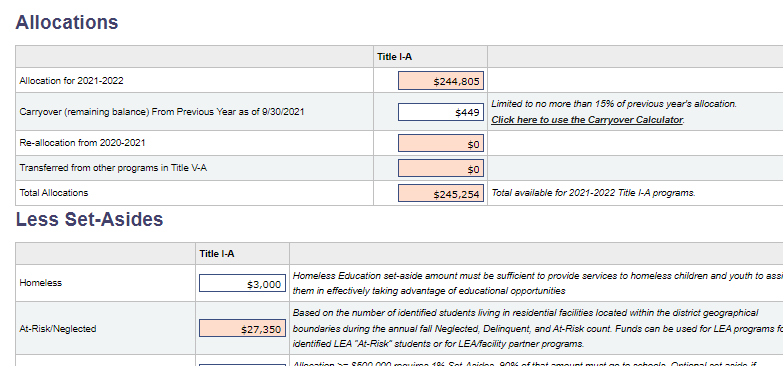 Allocations
Title I-A
Allocation for 2021-2022
$244,805
Carryover (remaining balance) From Previous Year as of 9/30/2021
$449
Limited to no more than 15% of previous year's allocation.
Click here to use the Carryover Calculator.
Re-allocation from 2020-2021
$0
Transferred from other programs in Title V-A
$0
Total Allocations
$245,254
Total available for 2021-2022 Title I-A programs.
Less Set-Asides
Title I-A
Homeless
$3,000
Homeless Education set-aside amount must be sufficient to provide services to homeless children and youth to assi
them in effectively taking advantage of educational opportunities
At-Risk/Neglected
$27,350
Based on the number of identified students living in residential facilities located within the district geographical
boundaries during the annual fall Neglected, Delinquent, and At-Risk count. Funds can be used for LEA programs fo
identified LEA "At-Risk" students or for LEA/facility partner programs.
Allocation >= $500,000 requires 1% Set-Asides. 90% of that amount must go to schools. Optional set-aside if